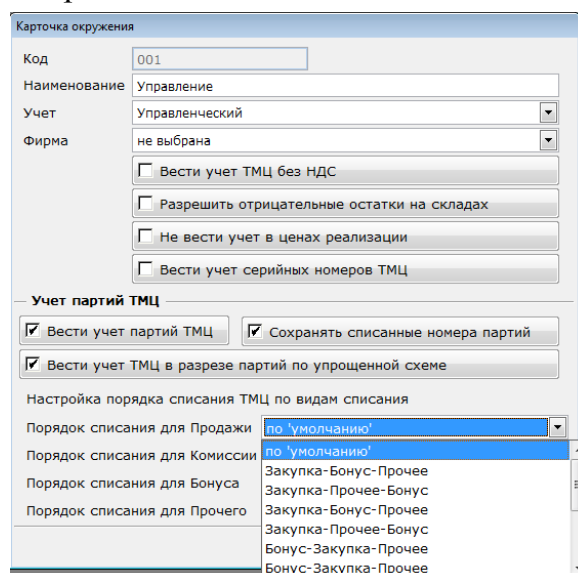 Карточка окружения
Код 001
Наименование Управление
Учет Управленческий
Фирма не выбрана
Вести учет ТМЦ без НДС
Разрешить отрицательные остатки на складах
Не вести учет в ценах реализации
Вести учет серийных номеров ТМЦ
Учет партий ТМЦ
Вести учет партий ТМЦ Сохранять списанные номера партий
Вести учет ТМЦ в разрезе партий по упрощенной схеме
Настройка порядка списания ТМЦ по видам списания
Порядок списания для Продажи по 'умолчанию'
Порядок списания для Комиссии по 'умолчанию'
Закупка-Бонус-Прочее
Порядок списания для Бонуса Закупка-Прочее-Бонус
Закупка-Бонус-Прочее
Порядок списания для Прочего Закупка-Прочее-Бонус
Бонус-Закупка-Прочее
Бонус-Закупка-Прочее